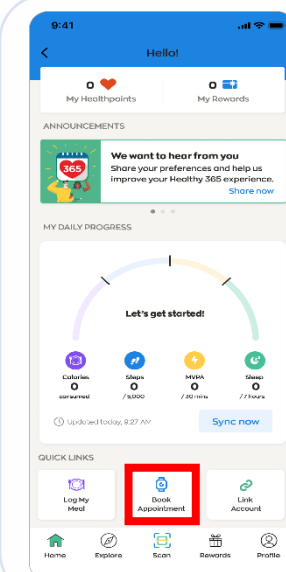 9:41
Hello!
0
My Healthpoints
0
My Rewards
ANNOUNCEMENTS
365
We want to hear from you
Share your preferences and help us
improve your Healthy 365 experience.
Share now
MY DAILY PROGRESS
Let's get started!
Calories
0
consumed
Steps
0
/ 5,000
MVPA
0
/ 30 mins
Sleep
0
/ 7 hours
Updated today, 8:27 AM
Sync now
QUICK LINKS
Log My
Meal
Book
Appointment
Link
Account
Home
Explore
Scan
Rewards
Profile